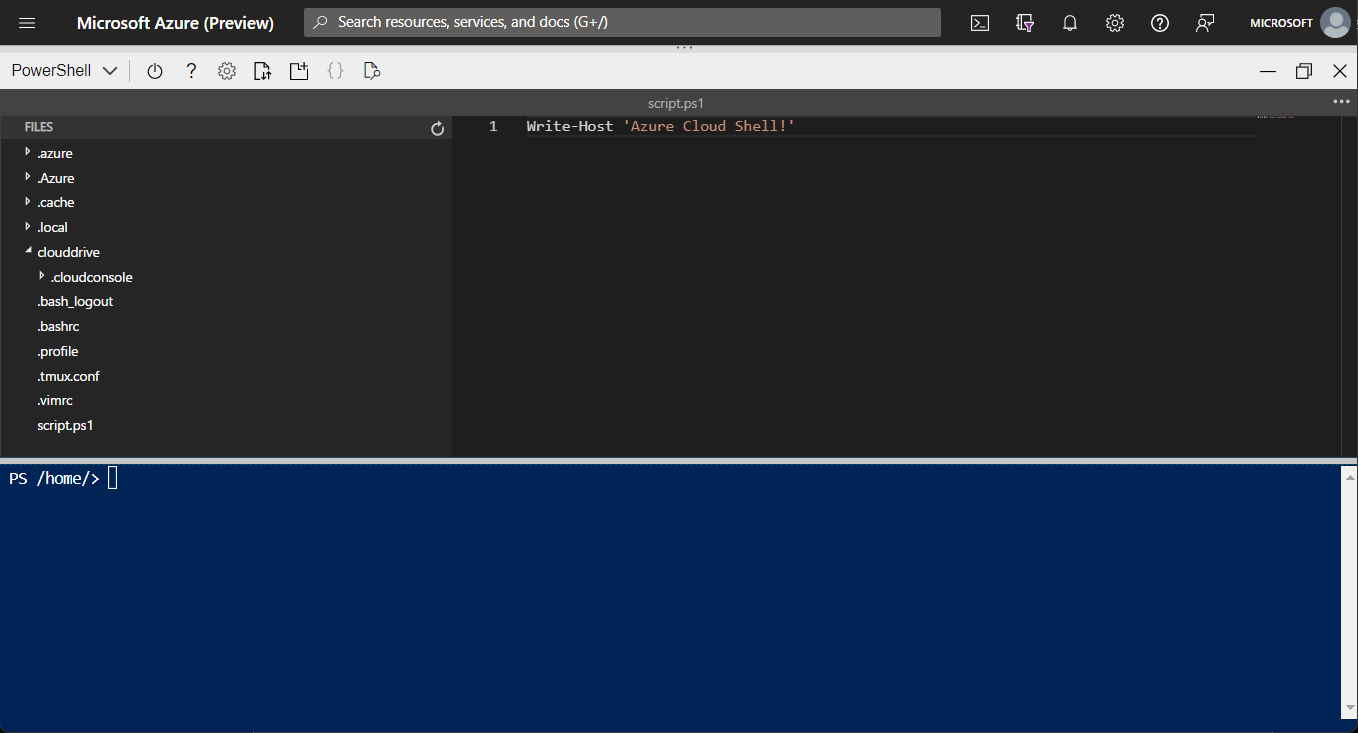 Microsoft Azure (Preview)
Search resources, services, and docs (G+/)
MICROSOFT
PowerShell
?
{}
script.ps1
FILES
.azure
.Azure
.cache
.local
clouddrive
.cloudconsole
.bash_logout
.bashrc
.profile
.tmux.conf
.vimrc
script.ps1
1 Write-Host 'Azure Cloud Shell!'
PS /home/>